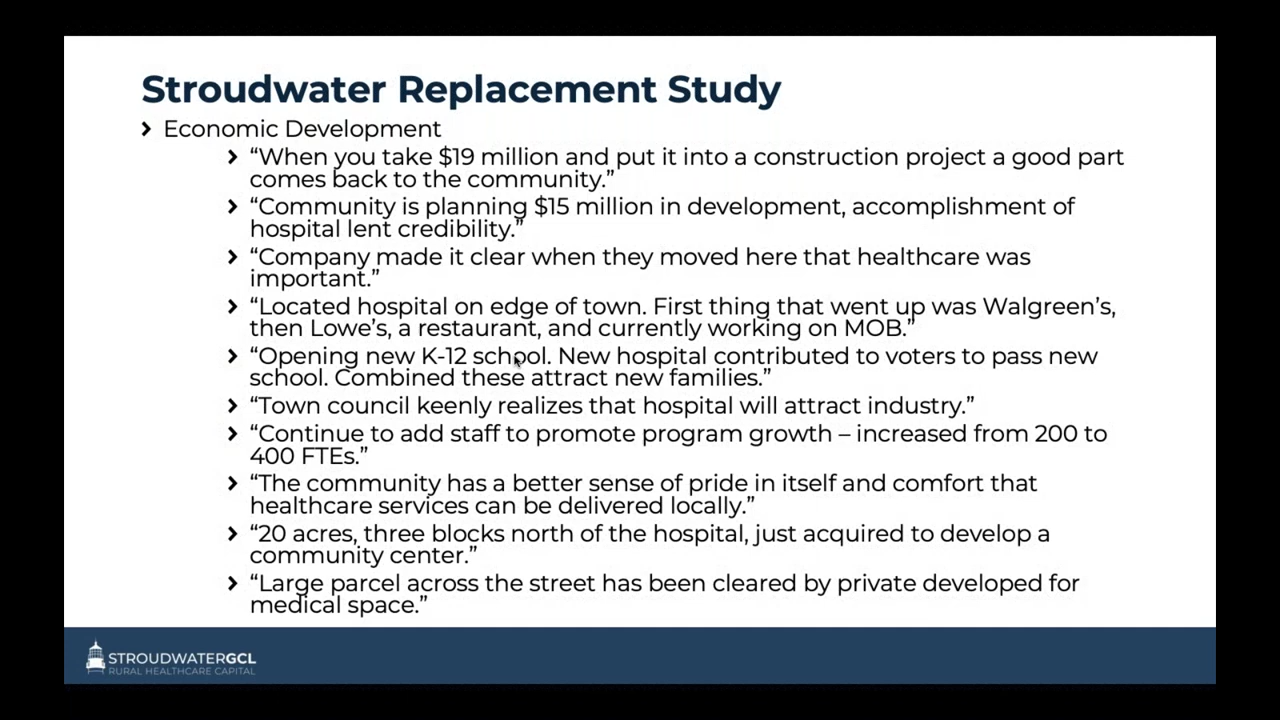 Stroudwater Replacement Study
Economic Development
“When you take $19 million and put it into a construction project a good part
comes back to the community.”
“Community is planning $15 million in development, accomplishment of
hospital lent credibility.”
“Company made it clear when they moved here that healthcare was
important.”
“Located hospital on edge of town. First thing that went up was Walgreen’s,
then Lowe’s, a restaurant, and currently working on MOB.”
“Opening new K-12 school. New hospital contributed to voters to pass new
school. Combined these attract new families.”
“Town council keenly realizes that hospital will attract industry.”
“Continue to add staff to promote program growth – increased from 200 to
400 FTEs.”
“The community has a better sense of pride in itself and comfort that
healthcare services can be delivered locally.”
“20 acres, three blocks north of the hospital, just acquired to develop a
community center.”
“Large parcel across the street has been cleared by private developed for
medical space.”
STROUDWATERGCL
RURAL HEALTHCARE CAPITAL